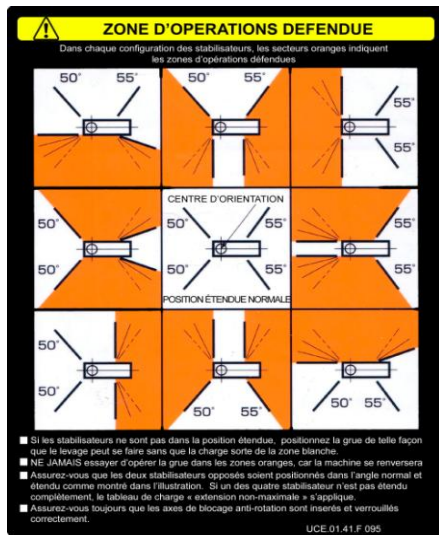 ZONE D'OPERATIONS DEFENDUE
Dans chaque configuration des stabilisateurs, les secteurs oranges indiquent
les zones d'opérations défendues
50° 55°
50° 55°
55°
55°
50°
50°
CENTRE D'ORIENTATION
50° 55°
50° 55°
POSITION ÉTENDUE NORMALE
55°
55°
50°
50°
50° 55°
50° 55°
Si les stabilisateurs ne sont pas dans la position étendue, positionnez la grue de telle façon
que le levage peut se faire sans que la charge sorte de la zone blanche.
NE JAMAIS essayer d'opérer la grue dans les zones oranges, car la machine se renversera
Assurez-vous que les deux stabilisateurs opposés soient positionnés dans l'angle normal et
étendu comme montré dans l'illustration. Si un des quatre stabilisateur n'est pas étendu
complètement, le tableau de charge « extension non-maximale » s'applique.
Assurez-vous toujours que les axes de blocage anti-rotation sont insérés et verrouillés
correctement.
UCE.01.41.F 095